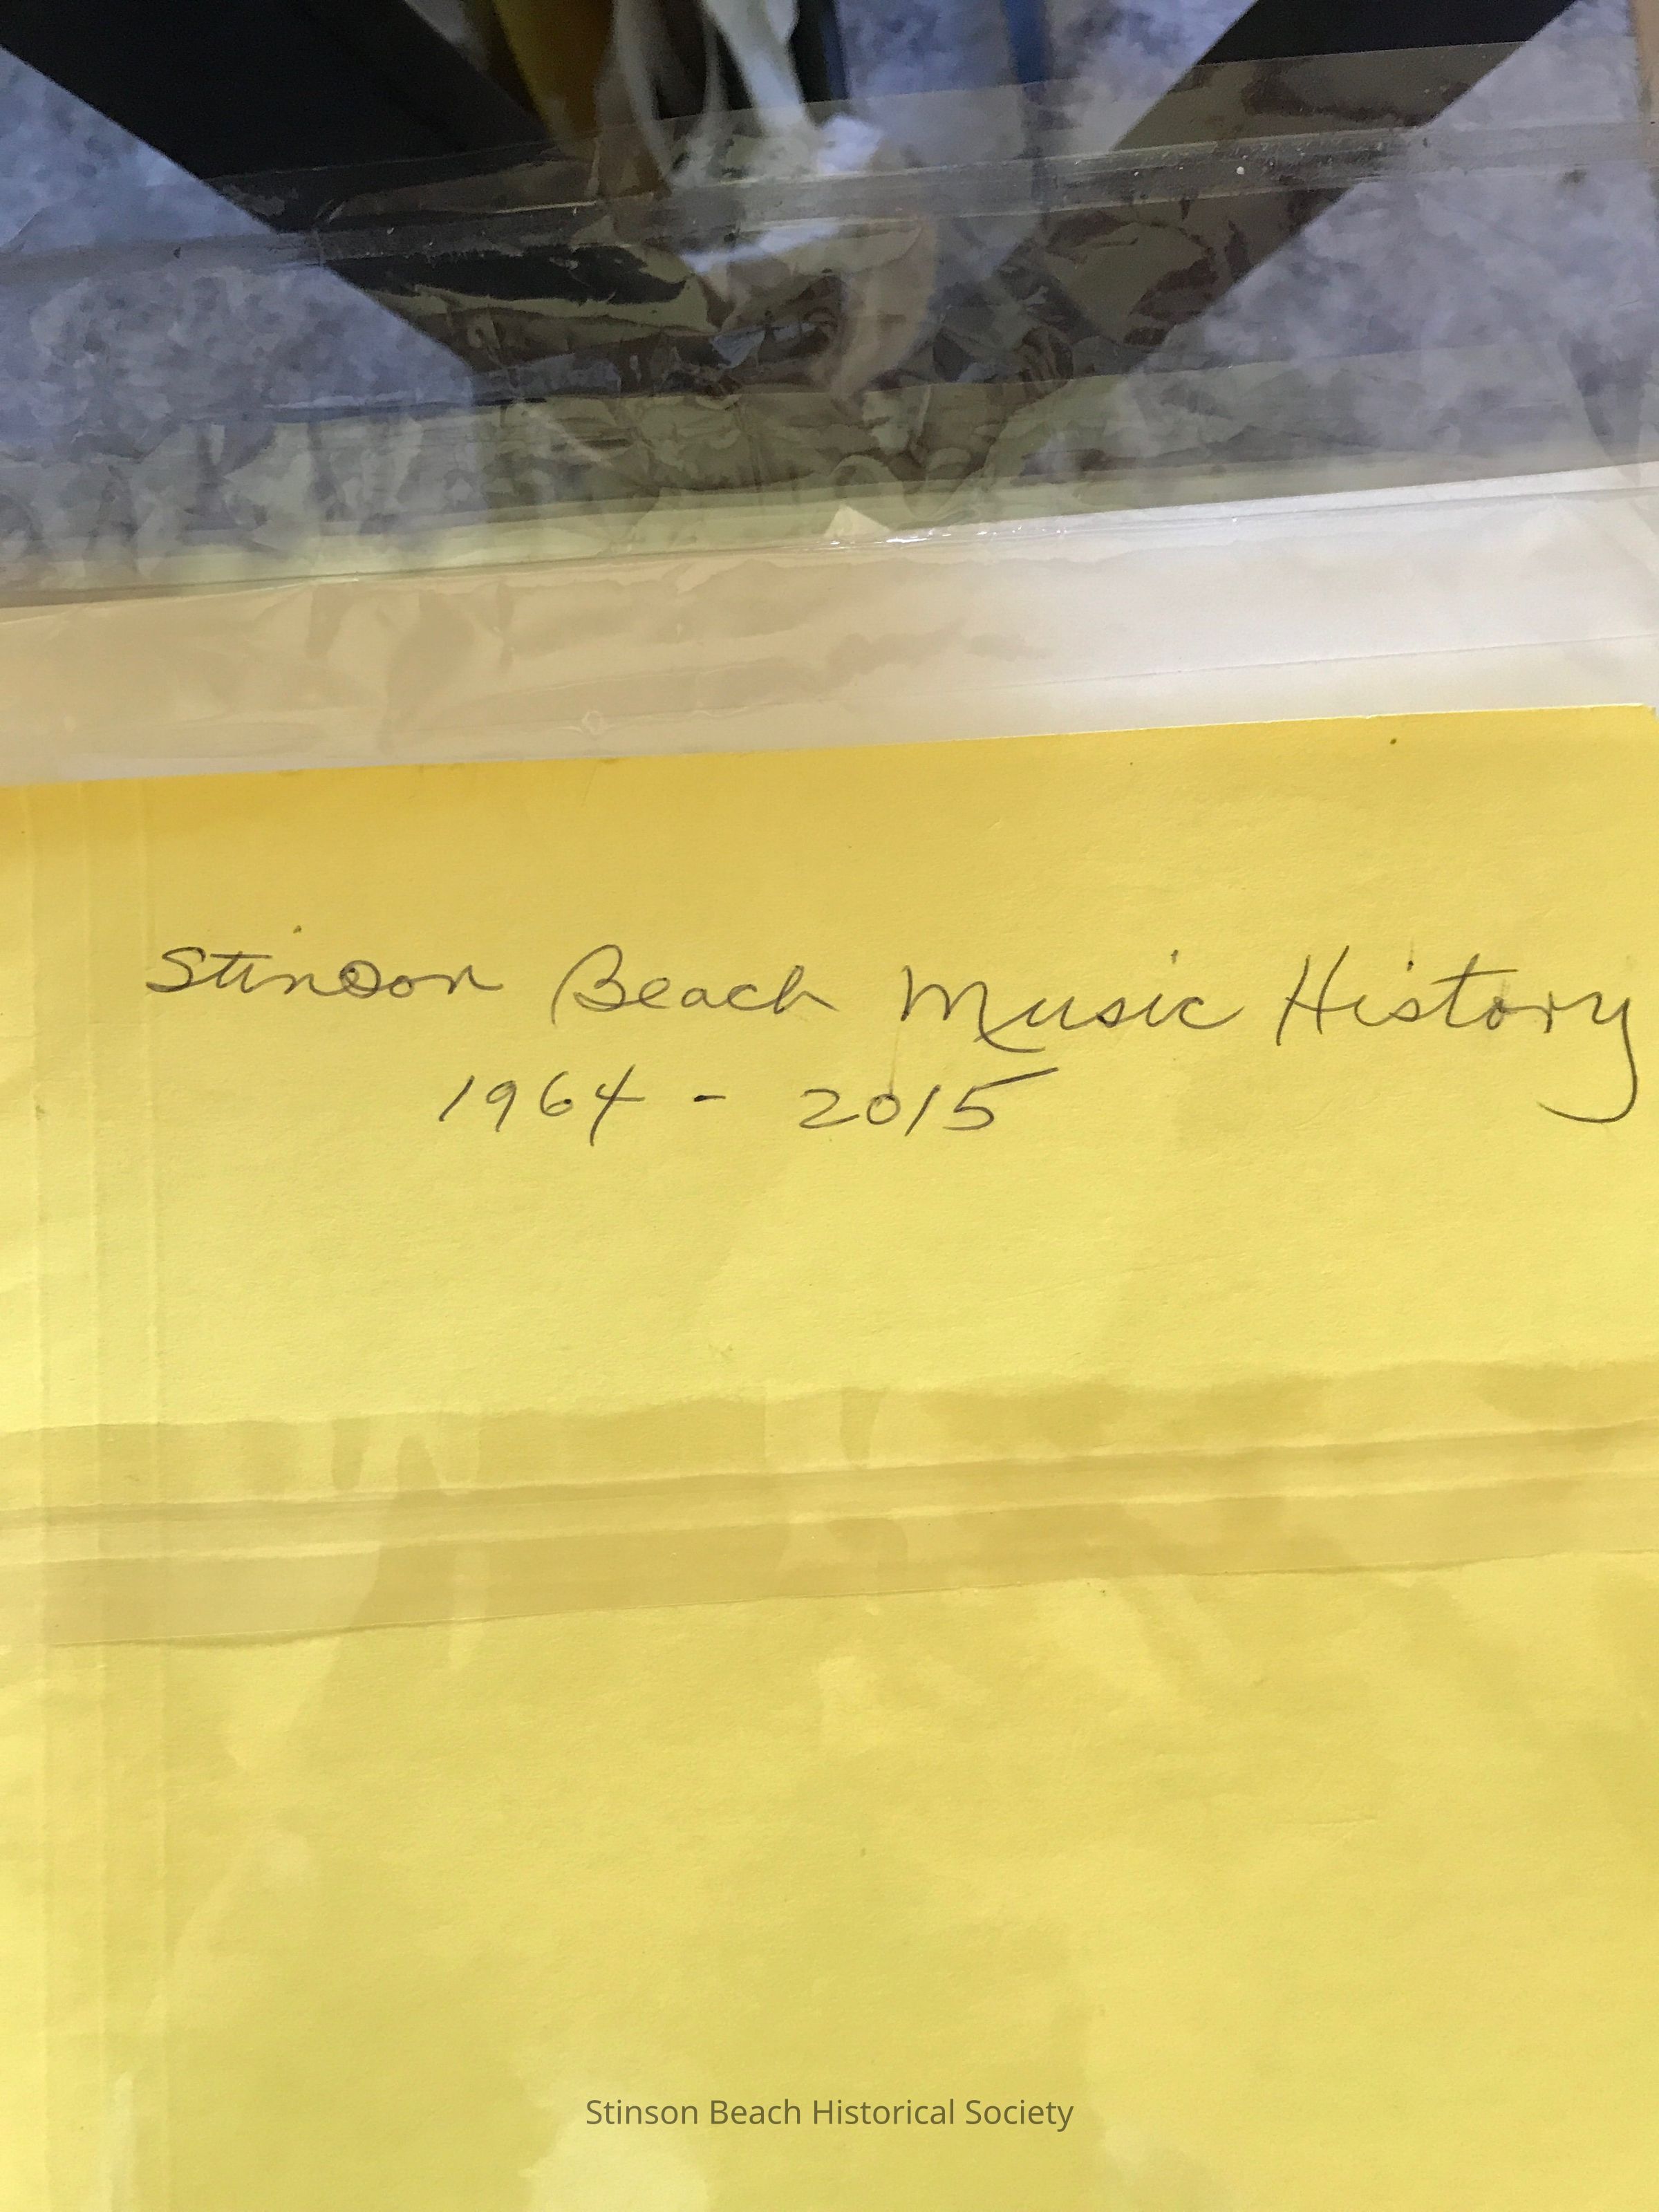 Stinson Beach Music History
1964 - 2015
Stinson Beach Historical Society